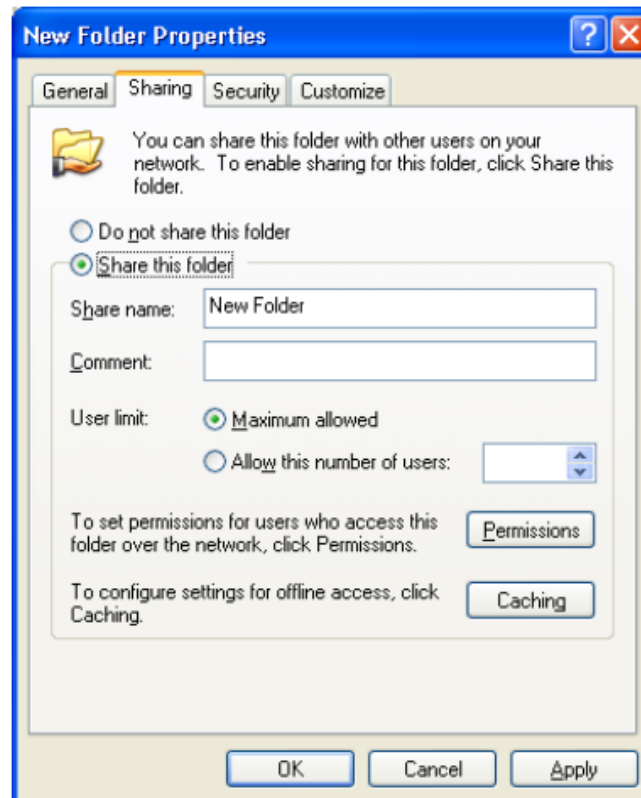 New Folder Properties
General Sharing Security Customize
You can share this folder with other users on your
network. To enable sharing for this folder, click Share this
folder.
Do not share this folder
Share this folder
Share name: New Folder
Comment:
User limit: Maximum allowed
Allow this number of users:
To set permissions for users who access this
folder over the network, click Permissions.
Permissions
To configure settings for offline access, click
Caching.
Caching
OK Cancel Apply